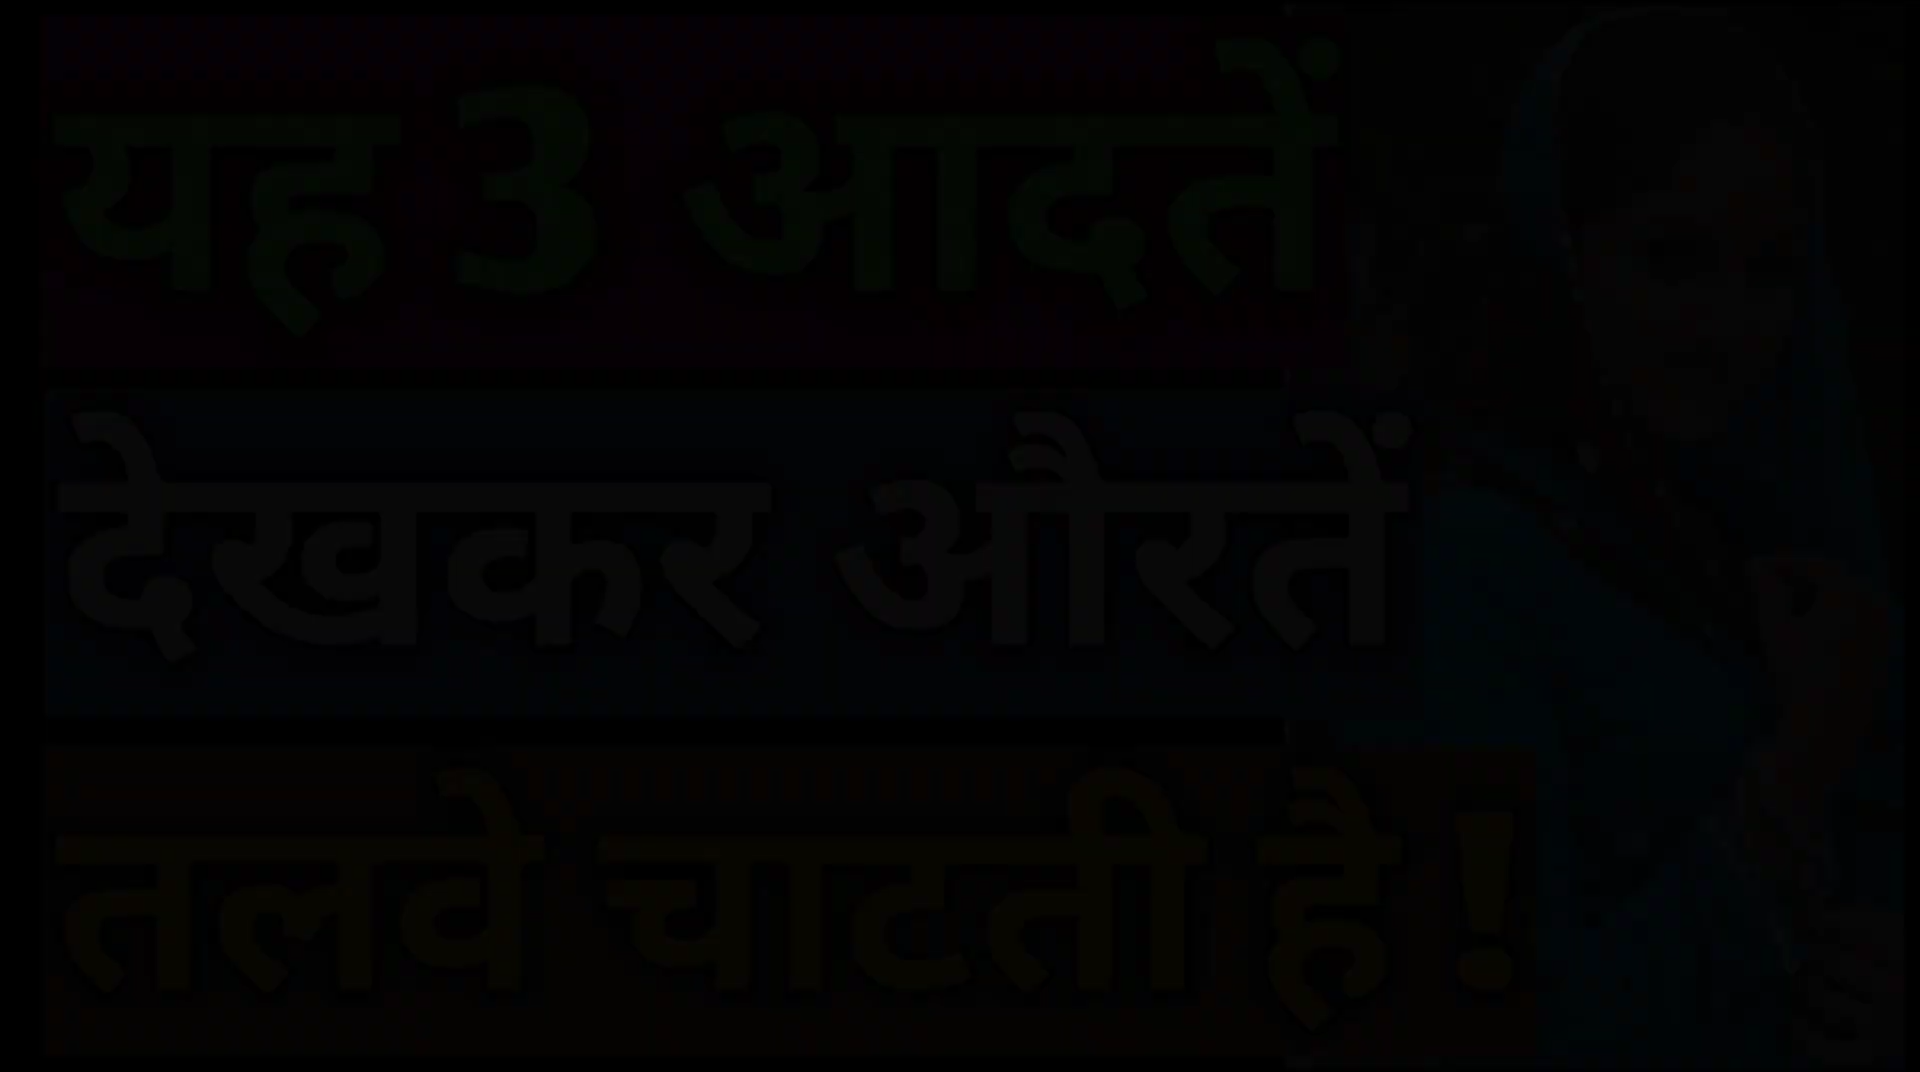 यह 3 आदतें
देखकर औरतें
तलवे चाटती है !